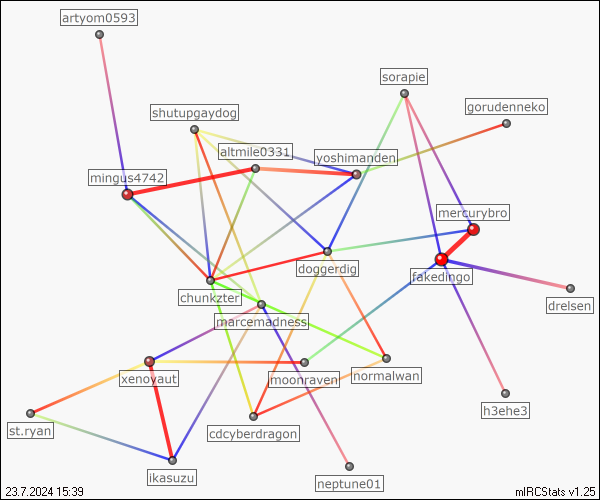 artyom0593
sorapie
gorudenneko
shutupgaydog
altmile0331
yoshimanden
mingus4742
mercurybro
doggerdig
fakedingo
chunkzter
drelsen
marcemadness
xenoyaut
moonraven
normalwan
h3ehe3
st.ryan
cdcyberdragon
ikasuzu
neptune01
23.7.2024 15:39
mIRCStats v1.25